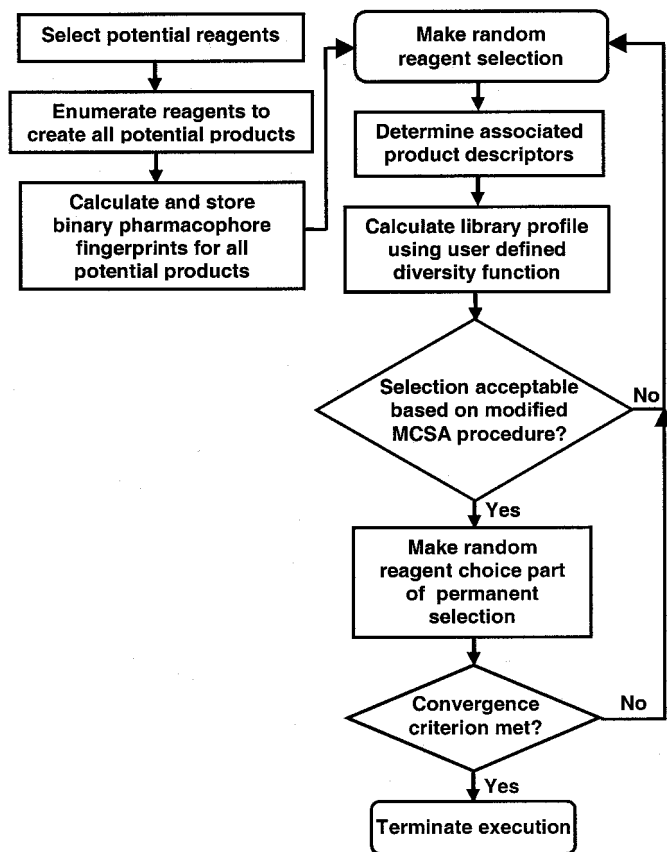 Select potential reagents
Enumerate reagents to
create all potential products
Calculate and store
binary pharmacophore
fingerprints for all
potential products
Make random
reagent selection
Determine associated
product descriptors
Calculate library profile
using user defined
diversity function
Selection acceptable
based on modified
MCSA procedure?
No
Yes
Make random
reagent choice part
of permanent
selection
Convergence
criterion met?
No
Yes
Terminate execution